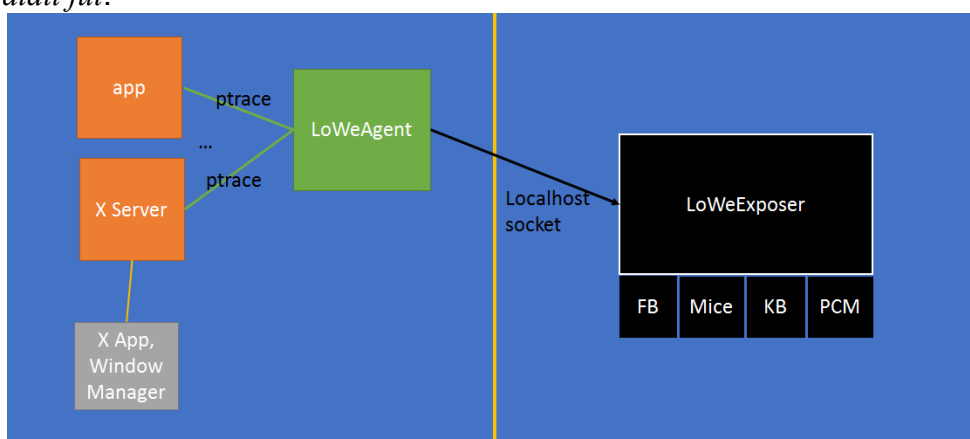 app
ptrace
LoWeAgent
...
ptrace
X Server
Localhost
socket
LoWeExposer
FB Mice KB PCM
X App,
Window
Manager